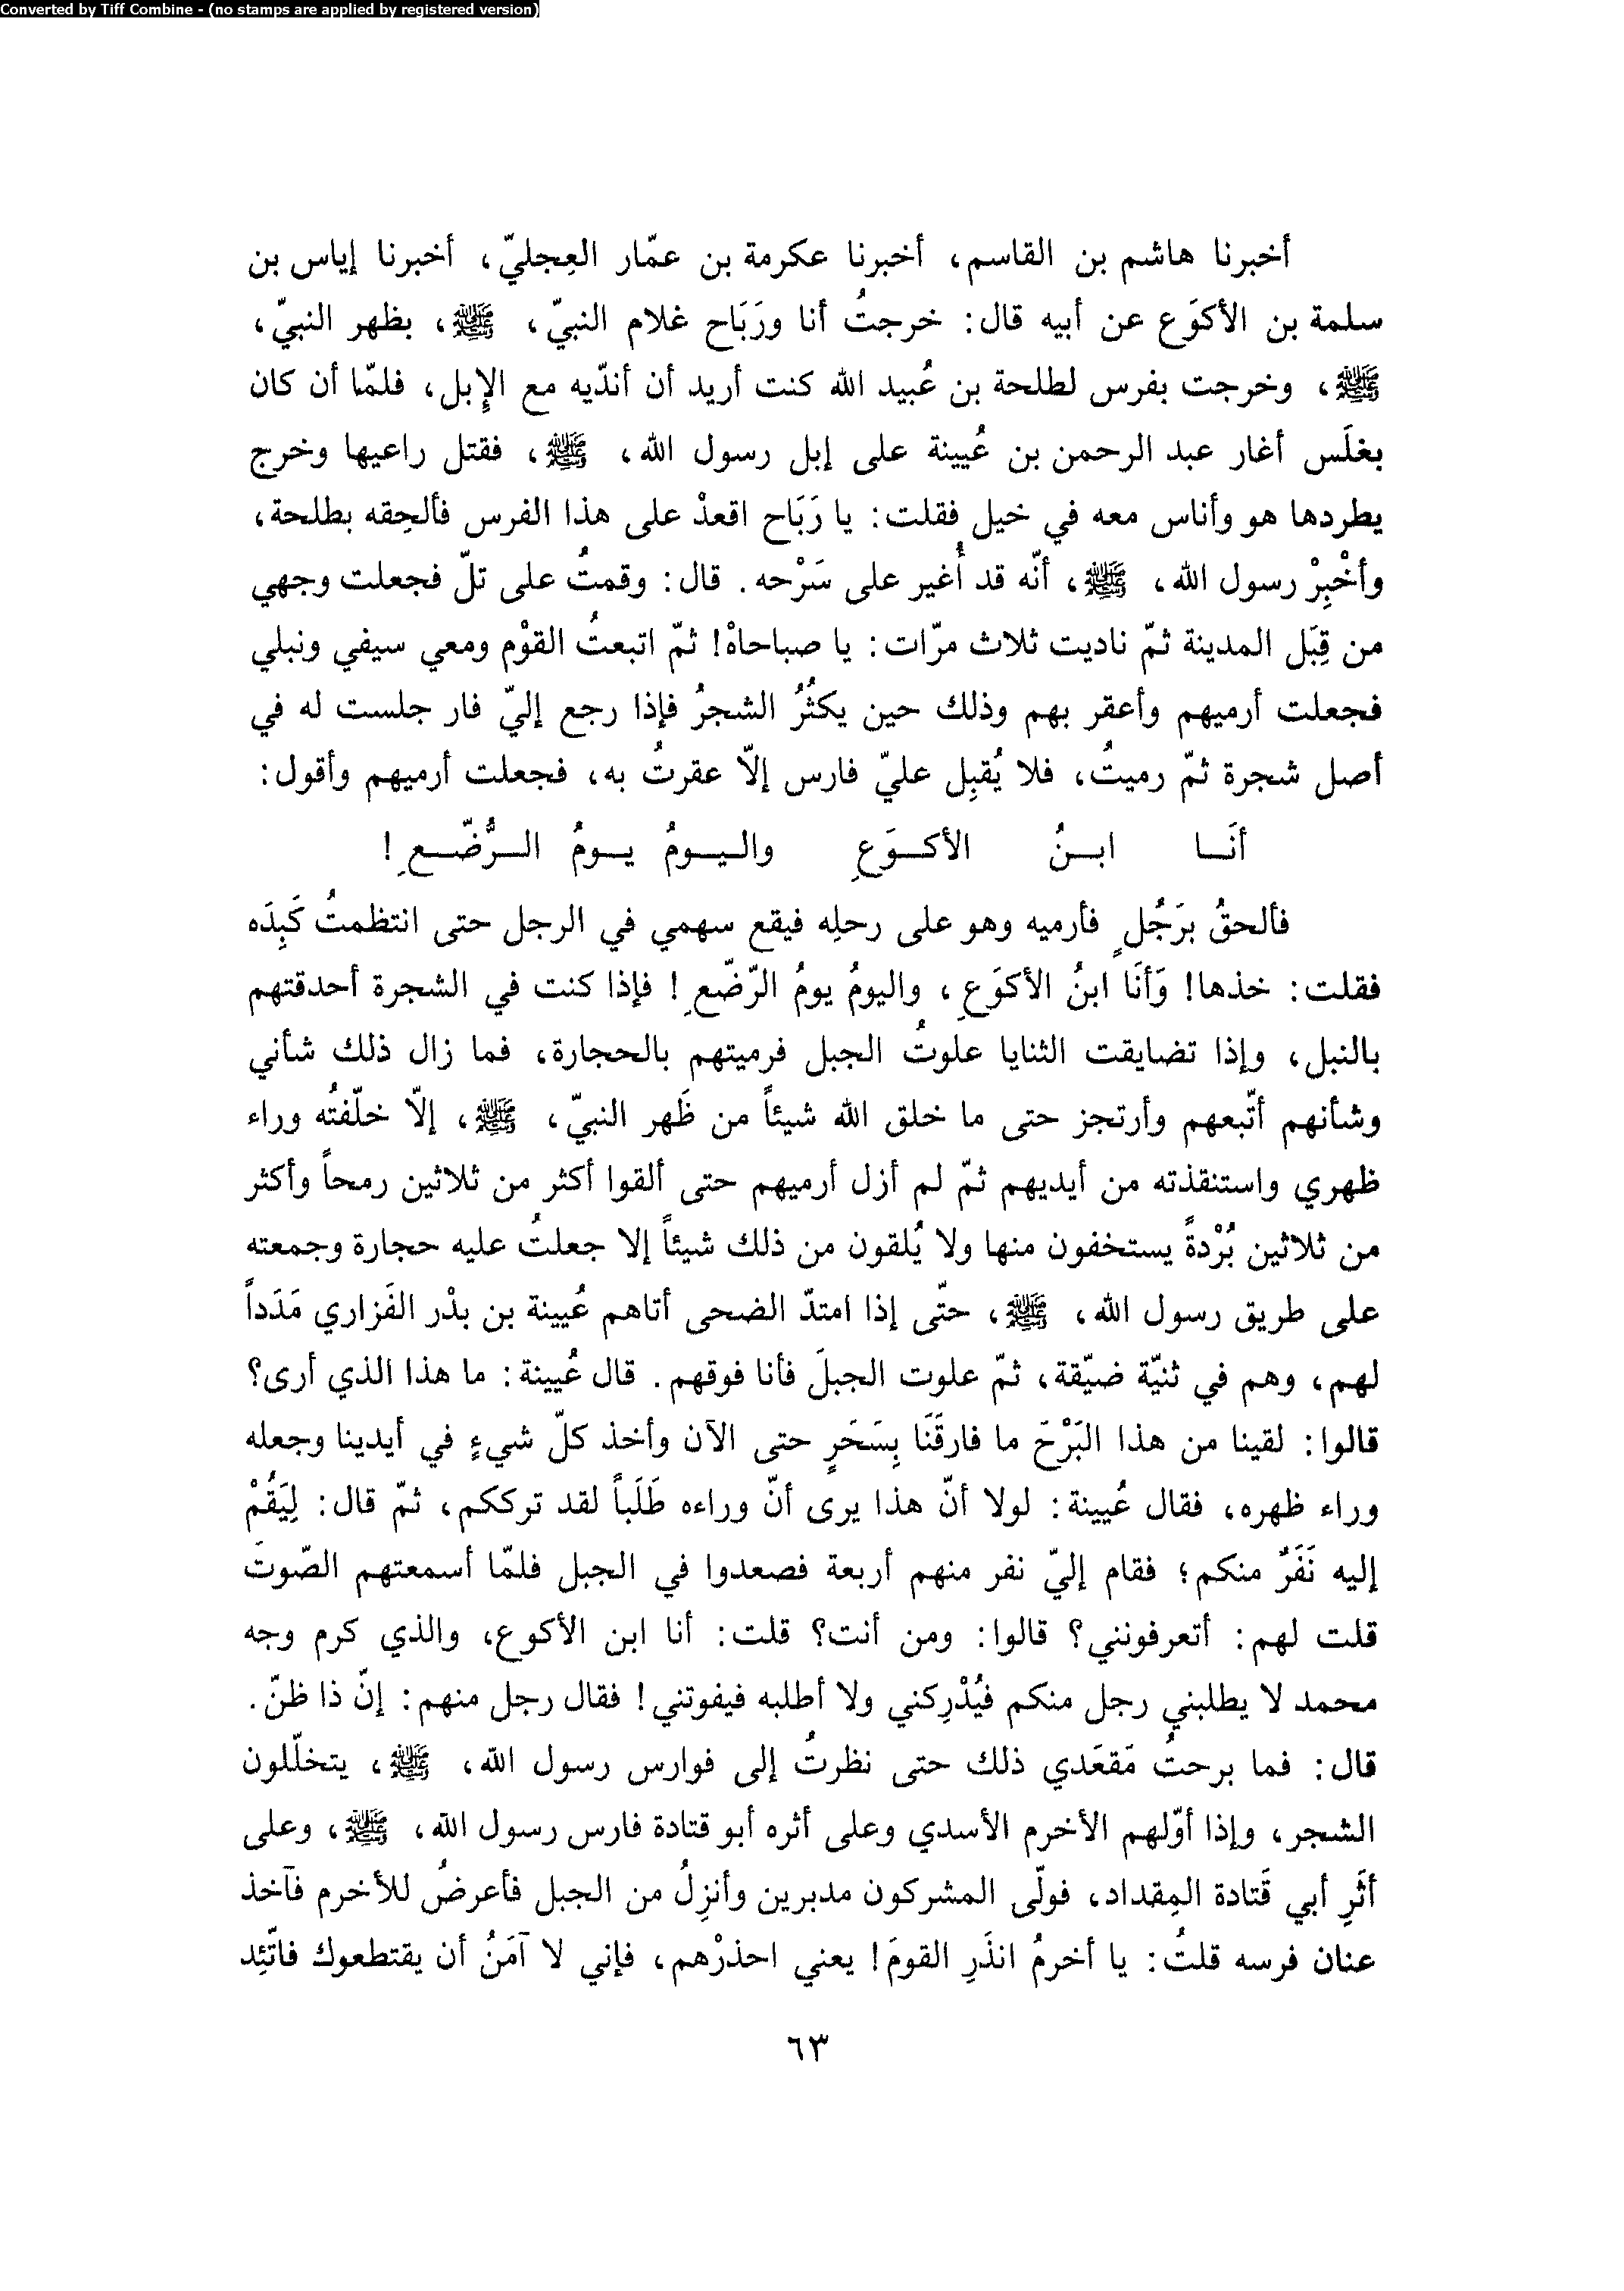 Converted by Tiff Combine - (no stamps are applied by registered version)
أخبرنا هاشم بن القاسم، أخبرنا عكرمة بن عمّار العِجليّ، أخبرنا إياس بن
سلمة بن الأكوَع عن أبيه قال: خرجتُ أنا ورَبَاح غلام النبيّ، ﷺ، بظهر النبيّ،
ﷺ، وخرجت بفرس لطلحة بن عُبيد الله كنت أريد أن أندّيه مع الإِبل، فلمّا أن كان
بغلَس أغار عبد الرحمن بن عُيينة على إبل رسول الله، ﷺ، فقتل راعيها وخرج
يطردها هو وأناس معه في خيل فقلت: يا رَبَاح اقعدْ على هذا الفرس فألحِقه بطلحة،
وأخْبِرْ رسول الله، ﷺ، أنّه قد أُغير على سَرْحه. قال: وقمتُ على تلّ فجعلت وجهي
من قِبَل المدينة ثمّ ناديت ثلاث مرّات: يا صباحاهْ! ثمّ اتبعتُ القوْم ومعي سيفي ونبلي
فجعلت أرميهم وأعقر بهم وذلك حين يكثُرُ الشجرُ فإذا رجع إليّ فار جلست له في
أصل شجرة ثمّ رميتُ، فلا يُقبِل عليّ فارس إلاّ عقرتُ به، فجعلت أرميهم وأقول:
أنَـا ابـنُ الأكـوَعِ واليـومُ يـومُ الـرُّضّـعِ!
فألحقُ برَجُلٍ فأرميه وهو على رحلِه فيقع سهمي في الرجل حتى انتظمتُ كَبِدَه
فقلت: خذها! وَأنَا ابنُ الأكوَعِ، واليومُ يومُ الرّضّعِ! فإذا كنت في الشجرة أحدقتهم
بالنبل، وإذا تضايقت الثنايا علوتُ الجبل فرميتهم بالحجارة، فما زال ذلك شأني
وشأنهم أتّبعهم وأرتجز حتى ما خلق الله شيئاً من ظَهر النبيّ، ﷺ، إلاّ خلّفتُه وراء
ظهري واستنقذته من أيديهم ثمّ لم أزل أرميهم حتى ألقوا أكثر من ثلاثين رمحاً وأكثر
من ثلاثين بُرْدةً يستخفون منها ولا يُلقون من ذلك شيئاً إلا جعلتُ عليه حجارة وجمعته
على طريق رسول الله، ﷺ، حتّى إذا امتدّ الضحى أتاهم عُيينة بن بدْر الفَزاري مَدَداً
لهم، وهم في ثنيّة ضيّقة، ثمّ علوت الجبلَ فأنا فوقهم. قال عُيينة: ما هذا الذي أرى؟
قالوا: لقينا من هذا البَرْحَ ما فارقَنَا بِسَحَرٍ حتى الآن وأخذ كلّ شيءٍ في أيدينا وجعله
وراء ظهره، فقال عُيينة: لولا أنّ هذا يرى أنّ وراءه طَلَباً لقد ترككم، ثمّ قال: لِيَقُمْ
إليه نَفَرٌ منكم؛ فقام إليّ نفر منهم أربعة فصعدوا في الجبل فلمّا أسمعتهم الصّوتَ
قلت لهم: أتعرفونني؟ قالوا: ومن أنت؟ قلت: أنا ابن الأكوع، والذي كرم وجه
محمد لا يطلبني رجل منكم فيُدْرِكني ولا أطلبه فيفوتني! فقال رجل منهم: إنّ ذا ظنّ.
قال: فما برحتُ مَقعَدي ذلك حتى نظرتُ إلى فوارس رسول الله، ﷺ، يتخلّلون
الشجر، وإذا أوّلهم الأخرم الأسدي وعلى أثره أبو قتادة فارس رسول الله، ﷺ، وعلى
أثَرِ أبي قَتادة المِقداد، فولّى المشركون مدبرين وأنزِلُ من الجبل فأعرضُ للأخرم فآخذ
عنان فرسه قلتُ: يا أخرمُ انذَرِ القومَ! يعني احذرْهم، فإني لا آمَنُ أن يقتطعوك فاتّئِد
٦٣